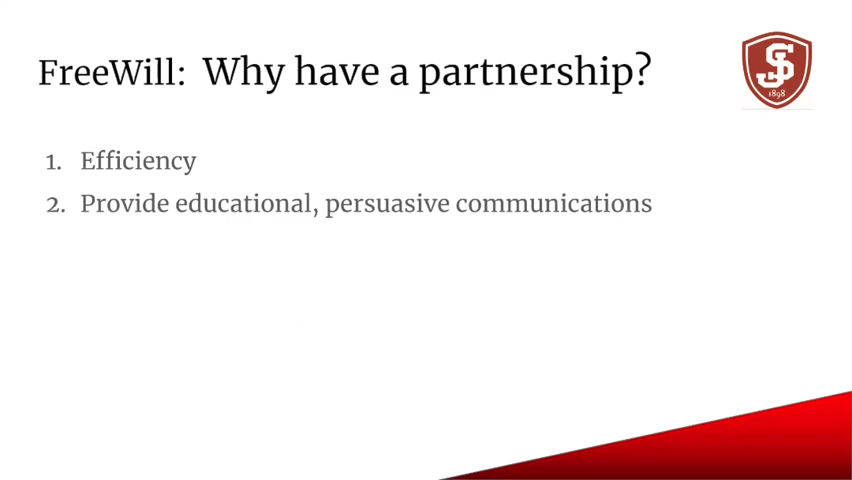 FreeWill: Why have a partnership?
SJ
1898
1. Efficiency
2. Provide educational, persuasive communications